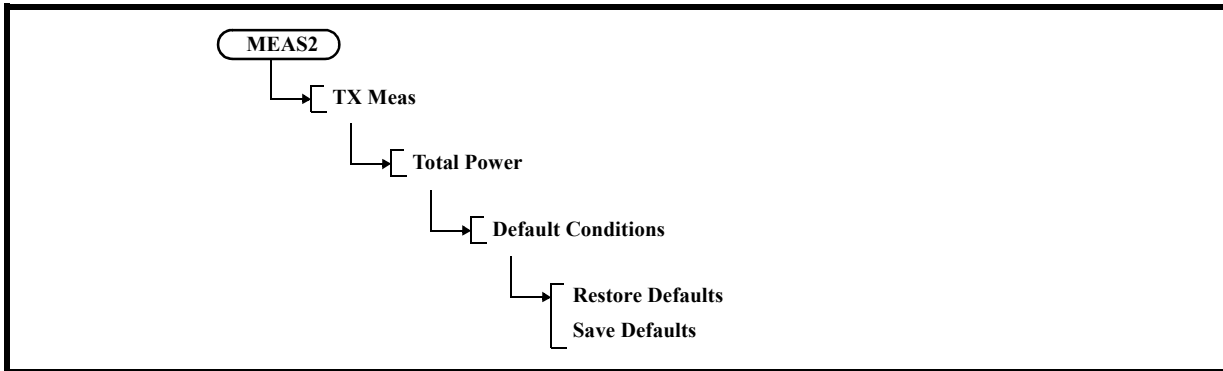 MEAS2
TX Meas
Total Power
Default Conditions
Restore Defaults
Save Defaults